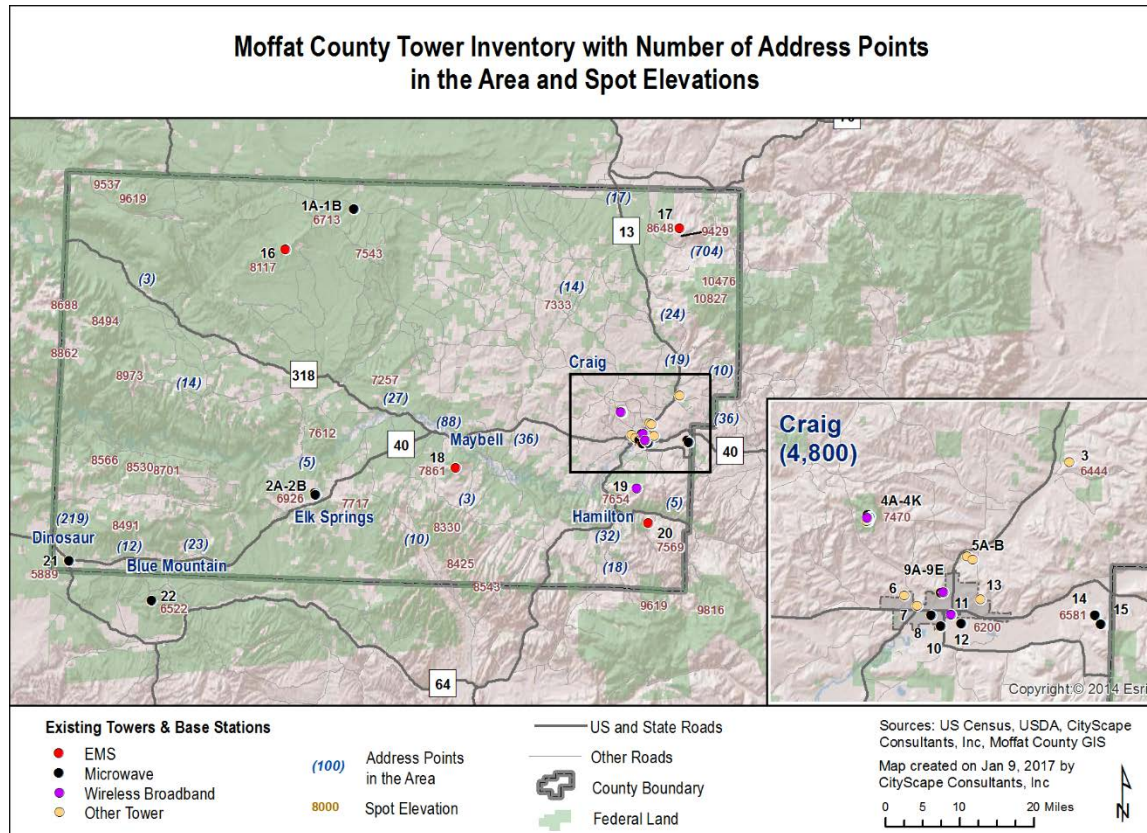 Moffat County Tower Inventory with Number of Address Points
in the Area and Spot Elevations
9537
9619
1A-1B
6713
(17)
17
8648
9429
13
(704)
16
8117
7543
(3)
(14)
7333
10476
10827
8688
8494
(24)
8862
8973
(14)
318
7257
(27)
Craig
(19)
(10)
(88)
Maybell
(36)
(36)
7612
40
40
8566
8530
8701
(5)
18
7861
2A-2B
6926
7717
(3)
19
7654
(5)
Elk Springs
8491
(219)
Dinosaur
(12)
(23)
8330
(10)
Hamilton
(32)
20
7569
21
5889
Blue Mountain
8425
(18)
8543
22
6522
9619
9816
64
Craig
(4,800)
3
6444
4A-4K
7470
5A-B
9A-9E
6
13
7
11
14
6581
15
8
6200
10
12
Copyright:© 2014 Esri
Existing Towers & Base Stations
EMS
Microwave
Wireless Broadband
Other Tower
(100)
Address Points
in the Area
8000
Spot Elevation
US and State Roads
Other Roads
County Boundary
Federal Land
Sources: US Census, USDA, CityScape
Consultants, Inc, Moffat County GIS
Map created on Jan 9, 2017 by
CityScape Consultants, Inc
0 5 10 20 Miles
N